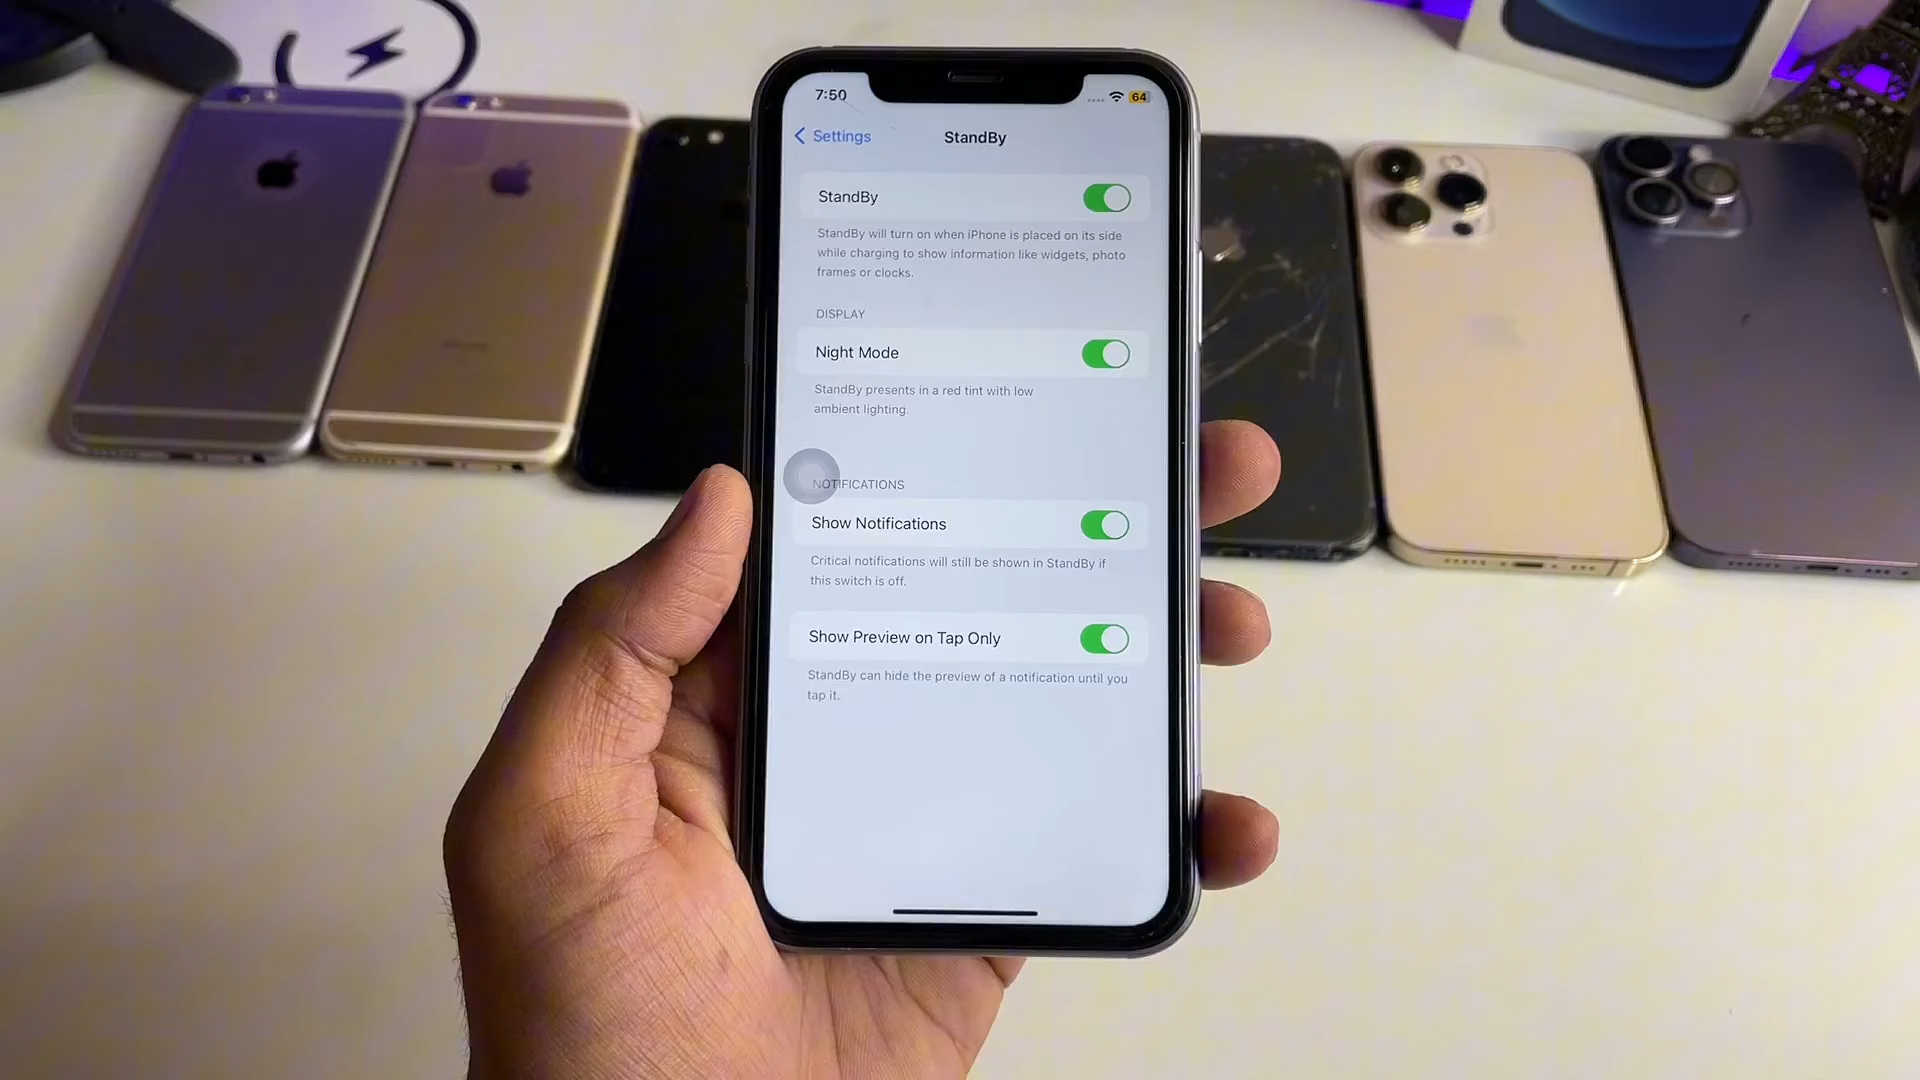 7:50
64
Settings
StandBy
StandBy
StandBy will turn on when iPhone is placed on its side
while charging to show information like widgets, photo
frames or clocks.
DISPLAY
Night Mode
StandBy presents in a red tint with low
ambient lighting.
NOTIFICATIONS
Show Notifications
Critical notifications will still be shown in StandBy if
this switch is off.
Show Preview on Tap Only
StandBy can hide the preview of a notification until you
tap it.